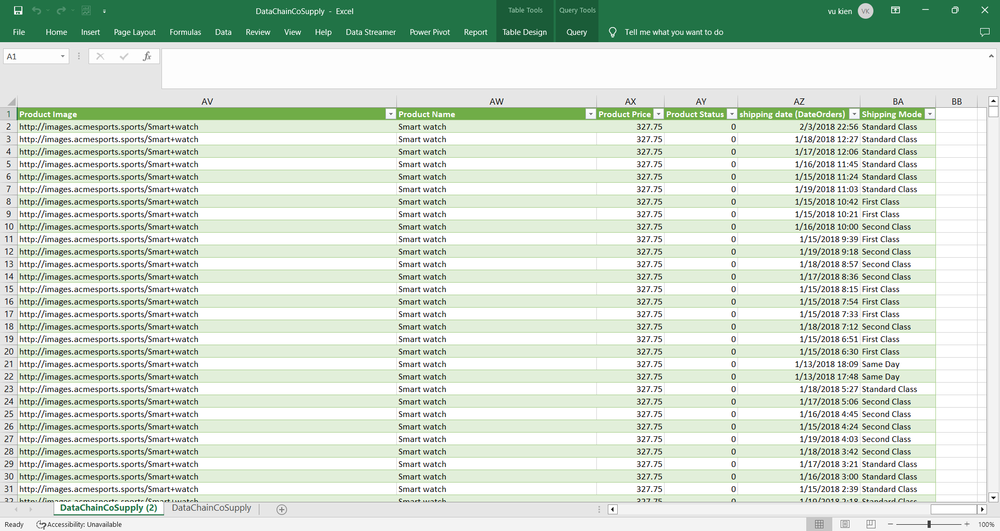 DataChainCoSupply - Excel
Table Tools
Query Tools
vu kien
VK
File Home Insert Page Layout Formulas Data Review View Help Data Streamer Power Pivot Report Table Design Query Tell me what you want to do
A1
fx
AV AW AX AY AZ BA BB
1 Product Image Product Name Product Price Product Status shipping date (DateOrders) Shipping Mode
2 http://images.acmesports.sports/Smart+watch Smart watch 327.75 0 2/3/2018 22:56 Standard Class
3 http://images.acmesports.sports/Smart+watch Smart watch 327.75 0 1/18/2018 12:27 Standard Class
4 http://images.acmesports.sports/Smart+watch Smart watch 327.75 0 1/17/2018 12:06 Standard Class
5 http://images.acmesports.sports/Smart+watch Smart watch 327.75 0 1/16/2018 11:45 Standard Class
6 http://images.acmesports.sports/Smart+watch Smart watch 327.75 0 1/15/2018 11:24 Standard Class
7 http://images.acmesports.sports/Smart+watch Smart watch 327.75 0 1/19/2018 11:03 Standard Class
8 http://images.acmesports.sports/Smart+watch Smart watch 327.75 0 1/15/2018 10:42 First Class
9 http://images.acmesports.sports/Smart+watch Smart watch 327.75 0 1/15/2018 10:21 First Class
10 http://images.acmesports.sports/Smart+watch Smart watch 327.75 0 1/16/2018 10:00 Second Class
11 http://images.acmesports.sports/Smart+watch Smart watch 327.75 0 1/15/2018 9:39 First Class
12 http://images.acmesports.sports/Smart+watch Smart watch 327.75 0 1/19/2018 9:18 Second Class
13 http://images.acmesports.sports/Smart+watch Smart watch 327.75 0 1/18/2018 8:57 Second Class
14 http://images.acmesports.sports/Smart+watch Smart watch 327.75 0 1/17/2018 8:36 Second Class
15 http://images.acmesports.sports/Smart+watch Smart watch 327.75 0 1/15/2018 8:15 First Class
16 http://images.acmesports.sports/Smart+watch Smart watch 327.75 0 1/15/2018 7:54 First Class
17 http://images.acmesports.sports/Smart+watch Smart watch 327.75 0 1/15/2018 7:33 First Class
18 http://images.acmesports.sports/Smart+watch Smart watch 327.75 0 1/18/2018 7:12 Second Class
19 http://images.acmesports.sports/Smart+watch Smart watch 327.75 0 1/15/2018 6:51 First Class
20 http://images.acmesports.sports/Smart+watch Smart watch 327.75 0 1/15/2018 6:30 First Class
21 http://images.acmesports.sports/Smart+watch Smart watch 327.75 0 1/13/2018 18:09 Same Day
22 http://images.acmesports.sports/Smart+watch Smart watch 327.75 0 1/13/2018 17:48 Same Day
23 http://images.acmesports.sports/Smart+watch Smart watch 327.75 0 1/18/2018 5:27 Standard Class
24 http://images.acmesports.sports/Smart+watch Smart watch 327.75 0 1/17/2018 5:06 Second Class
25 http://images.acmesports.sports/Smart+watch Smart watch 327.75 0 1/16/2018 4:45 Second Class
26 http://images.acmesports.sports/Smart+watch Smart watch 327.75 0 1/15/2018 4:24 Second Class
27 http://images.acmesports.sports/Smart+watch Smart watch 327.75 0 1/19/2018 4:03 Second Class
28 http://images.acmesports.sports/Smart+watch Smart watch 327.75 0 1/18/2018 3:42 Second Class
29 http://images.acmesports.sports/Smart+watch Smart watch 327.75 0 1/17/2018 3:21 Standard Class
30 http://images.acmesports.sports/Smart+watch Smart watch 327.75 0 1/16/2018 3:00 Standard Class
31 http://images.acmesports.sports/Smart+watch Smart watch 327.75 0 1/15/2018 2:39 Standard Class
32 http://images.acmesports.sports/Smart+watch Smart watch 327.75 0 1/19/2018 2:18 Standard Class
DataChainCoSupply (2) DataChainCoSupply
Ready Accessibility: Unavailable 100%